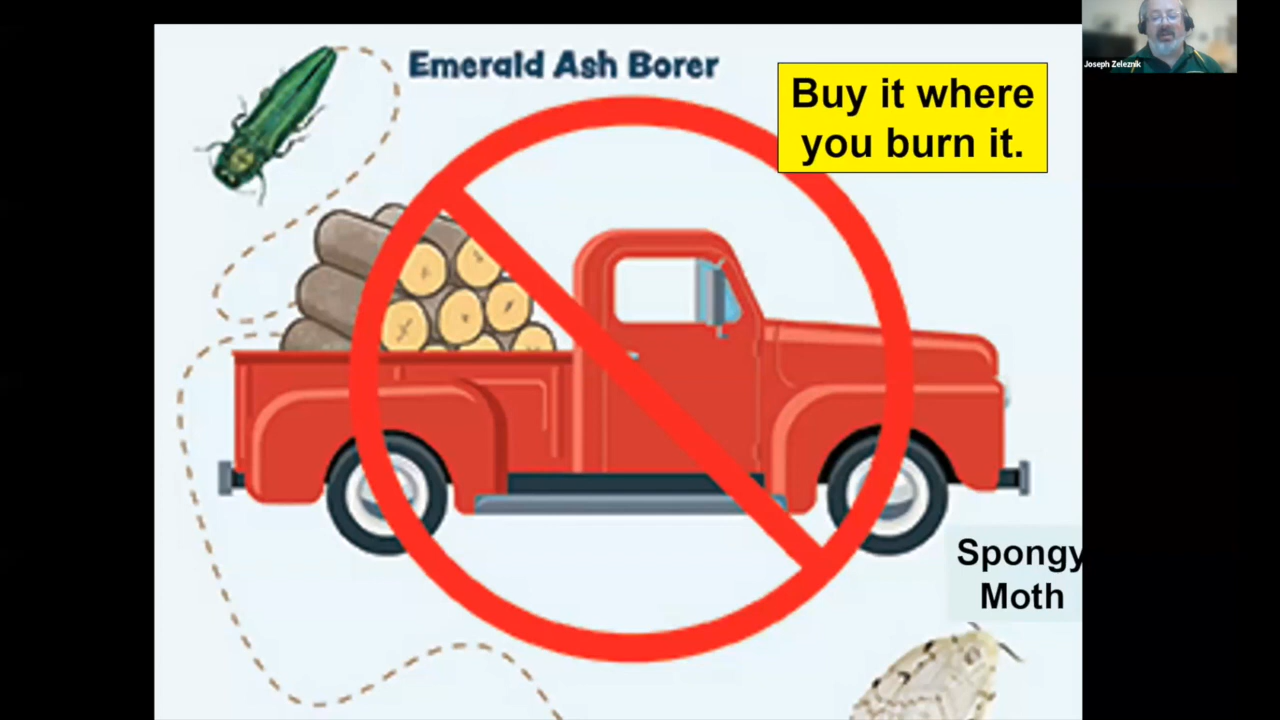 Emerald Ash Borer
Buy it where
you burn it.
Joseph Zeleznik
Spongy
Moth